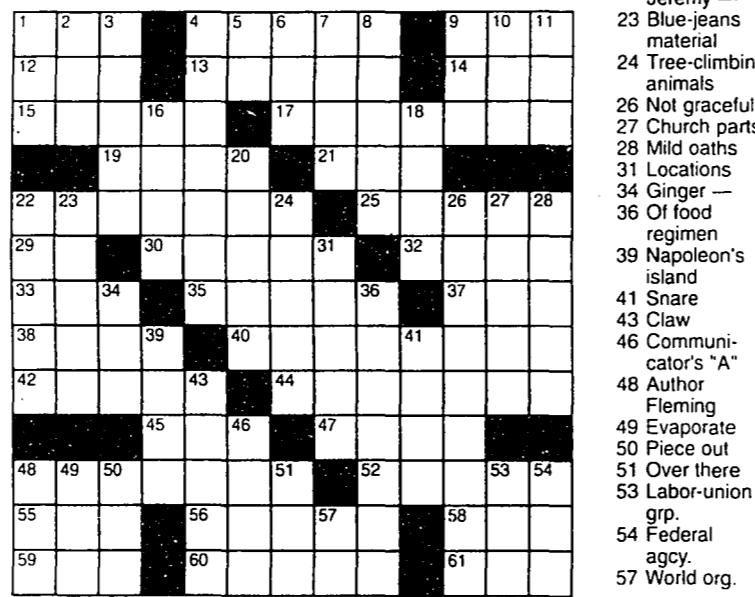 1 2 3 4 5 6 7 8 9 10 11
12 13 14
15 16 17 18
19 20 21
22 23 24 25 26 27 28
29 30 31 32
33 34 35 36 37
38 39 40 41
42 43 44
45 46 47
48 49 50 51 52 53 54
55 56 57 58
59 60 61
Jeremy —
23 Blue-jeans
material
24 Tree-climbin
animals
26 Not graceful
27 Church parts
28 Mild oaths
31 Locations
34 Ginger —
36 Of food
regimen
39 Napoleon's
island
41 Snare
43 Claw
46 Communi-
cator's "A"
48 Author
Fleming
49 Evaporate
50 Piece out
51 Over there
53 Labor-union
grp.
54 Federal
agcy.
57 World org.